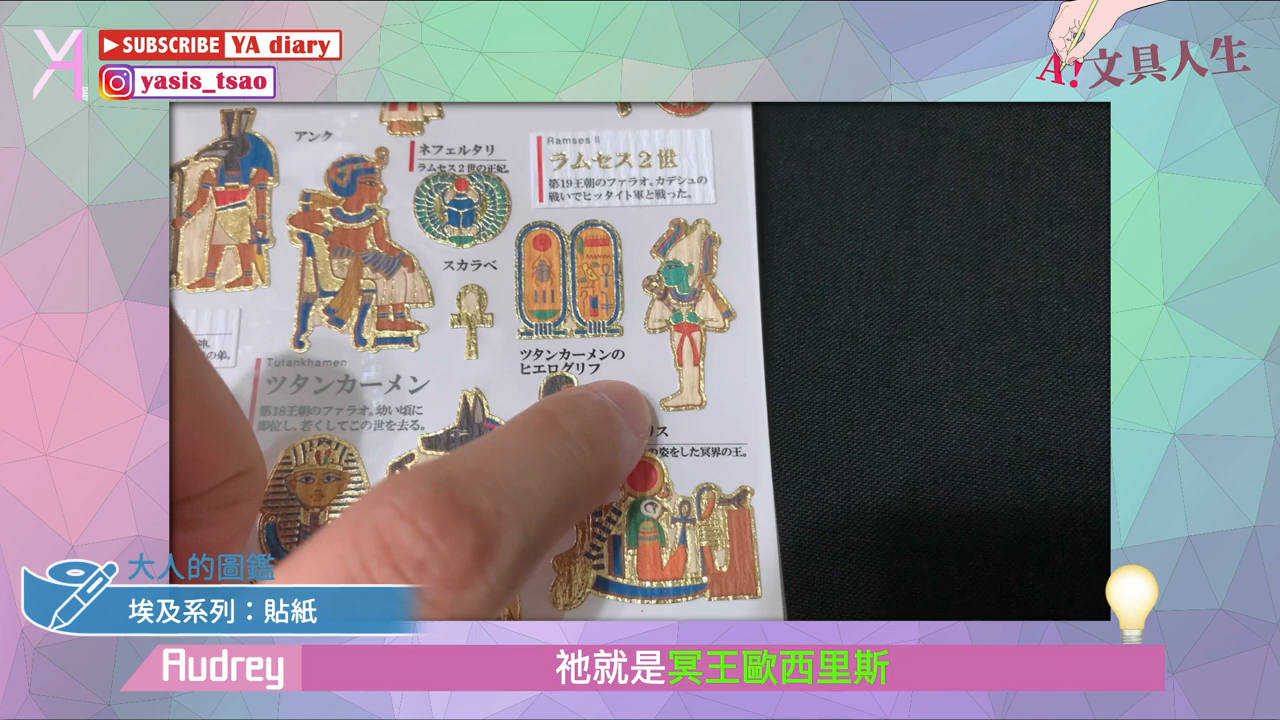 YA
SUBSCRIBE YA diary
yasis_tsao
A!文具人生
アンク
ネフェルタリ
ラムセス2世の正妃。
Ramses II
ラムセス2世
第19王朝のファラオ。カデシュの
戦いでヒッタイト軍と戦った。
スカラベ
の弟。
ツタンカーメンの
ヒエログリフ
Tutankhamen
ツタンカーメン
第18王朝のファラオ。幼い頃に
即位し、若くしてこの世を去る。
リス
の姿をした冥界の王。
大人的圖鑑
埃及系列：貼紙
Audrey
祂就是冥王歐西里斯